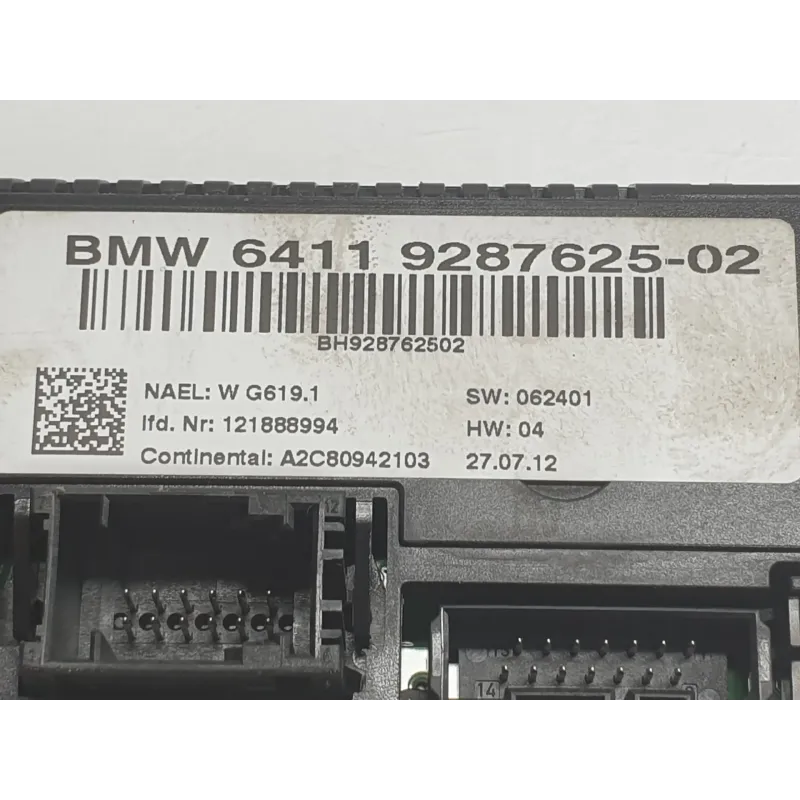 BMW 6411 9287625-02
BH928762502
NAEL: W G619.1 SW: 062401
lfd. Nr: 121888994 HW: 04
Continental: A2C80942103 27.07.12
12
13 1
14